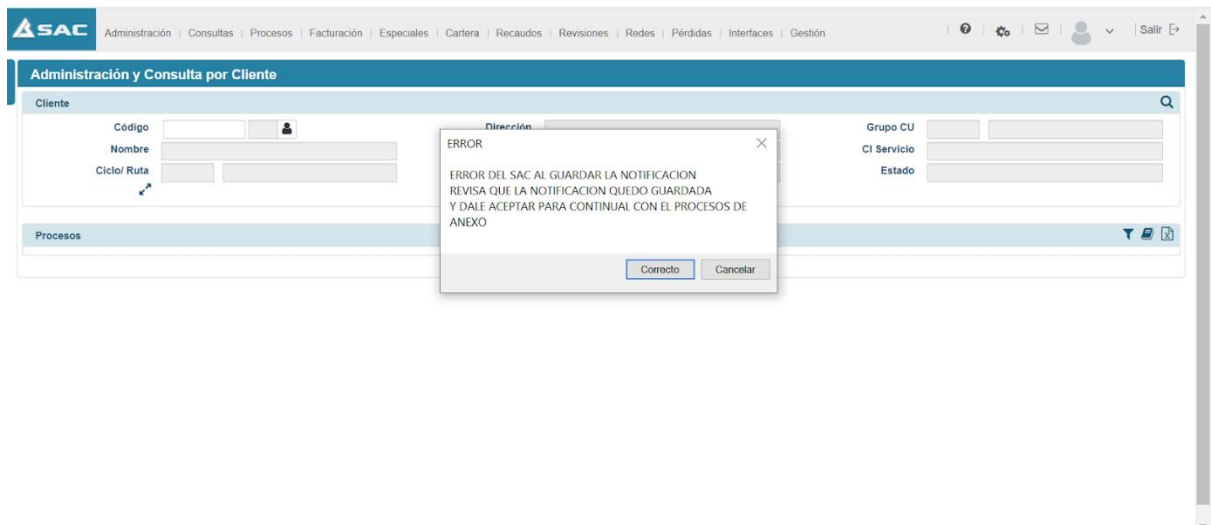 SAC
Administración | Consultas | Procesos | Facturación | Especiales | Cartera | Recaudos | Revisiones | Redes | Pérdidas | Interfaces | Gestión
Salir
Administración y Consulta por Cliente
Cliente
Código
Dirección
Grupo CU
Nombre
CI Servicio
Ciclo/ Ruta
Estado
ERROR
ERROR DEL SAC AL GUARDAR LA NOTIFICACION
REVISA QUE LA NOTIFICACION QUEDO GUARDADA
Y DALE ACEPTAR PARA CONTINUAL CON EL PROCESOS DE
ANEXO
Correcto Cancelar
Procesos